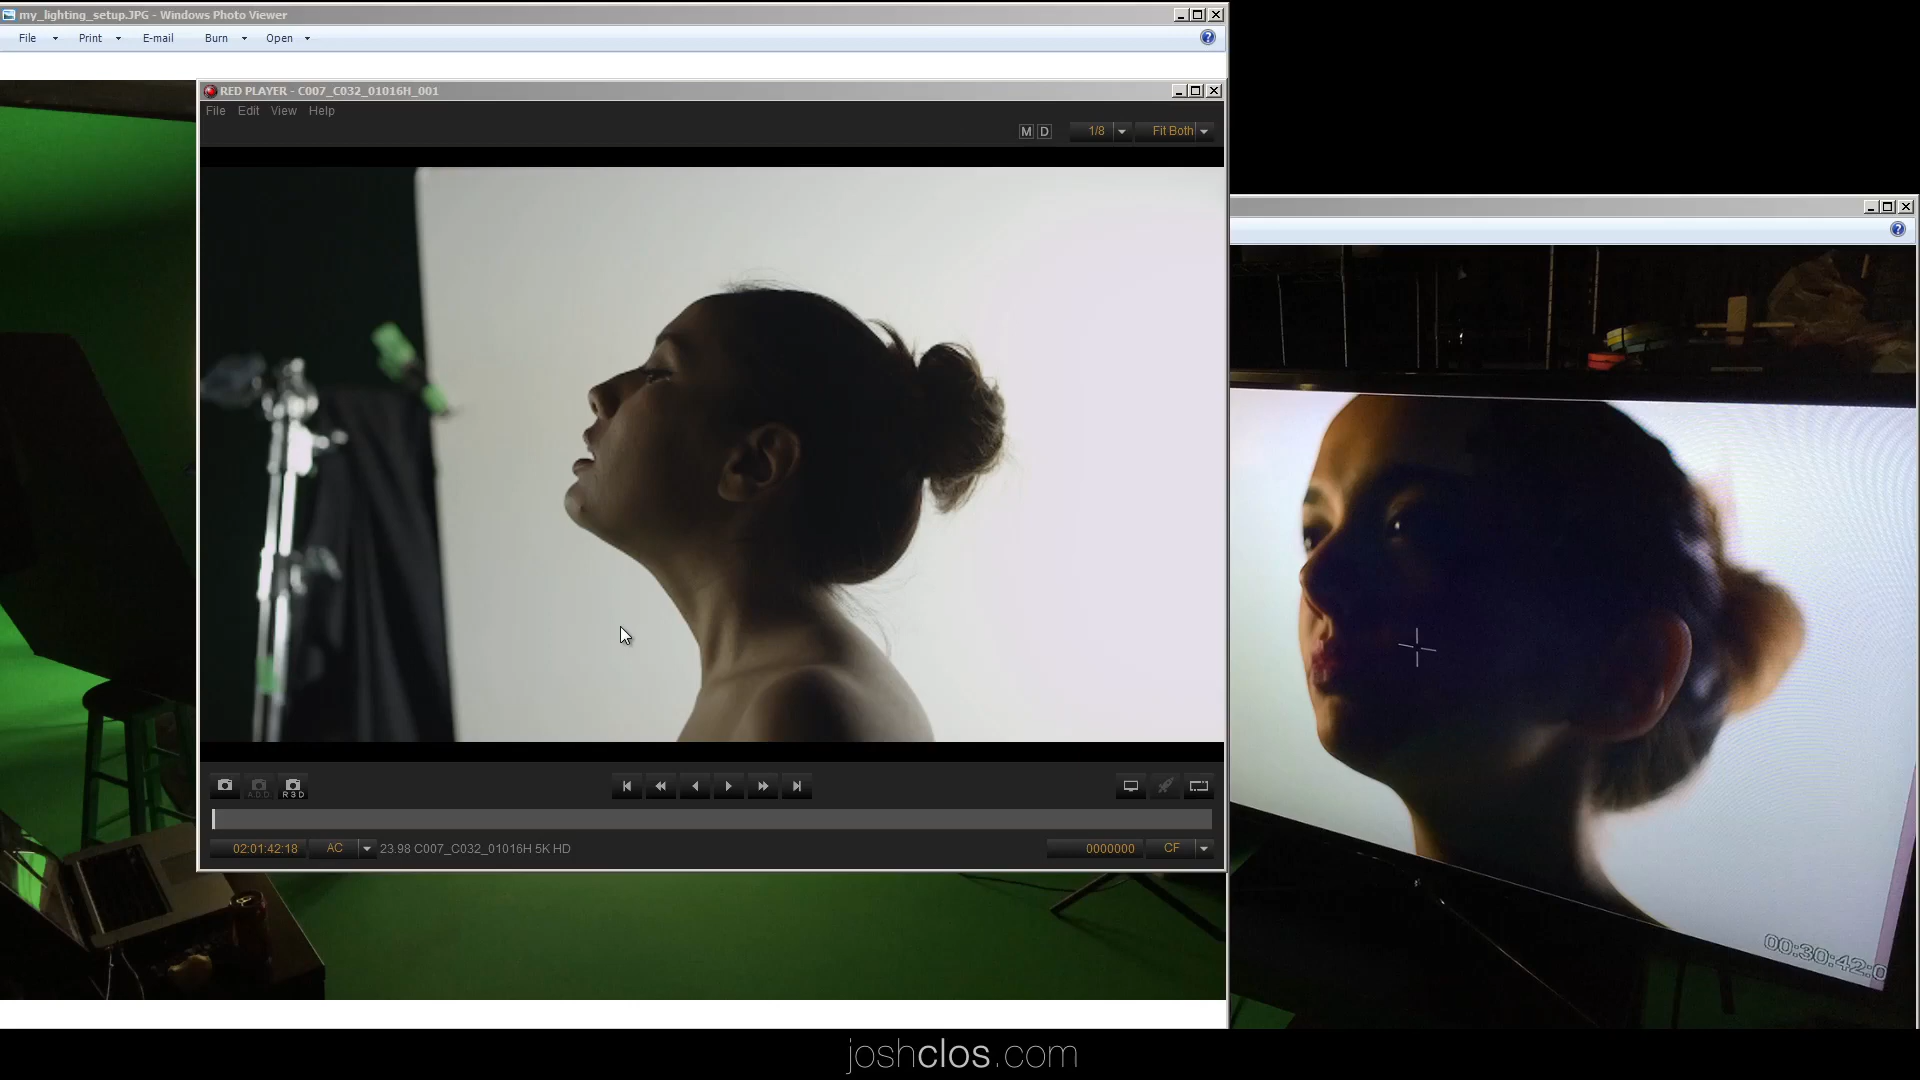 my_lighting_setup.JPG - Windows Photo Viewer
File Print E-mail Burn Open
RED PLAYER - C007_C032_01016H_001
File Edit View Help
M D 1/8 Fit Both
A.D.D. R3D
02:01:42:18 AC 23.98 C007_C032_01016H 5K HD 0000000 CF
00:30:42:0
joshclos.com